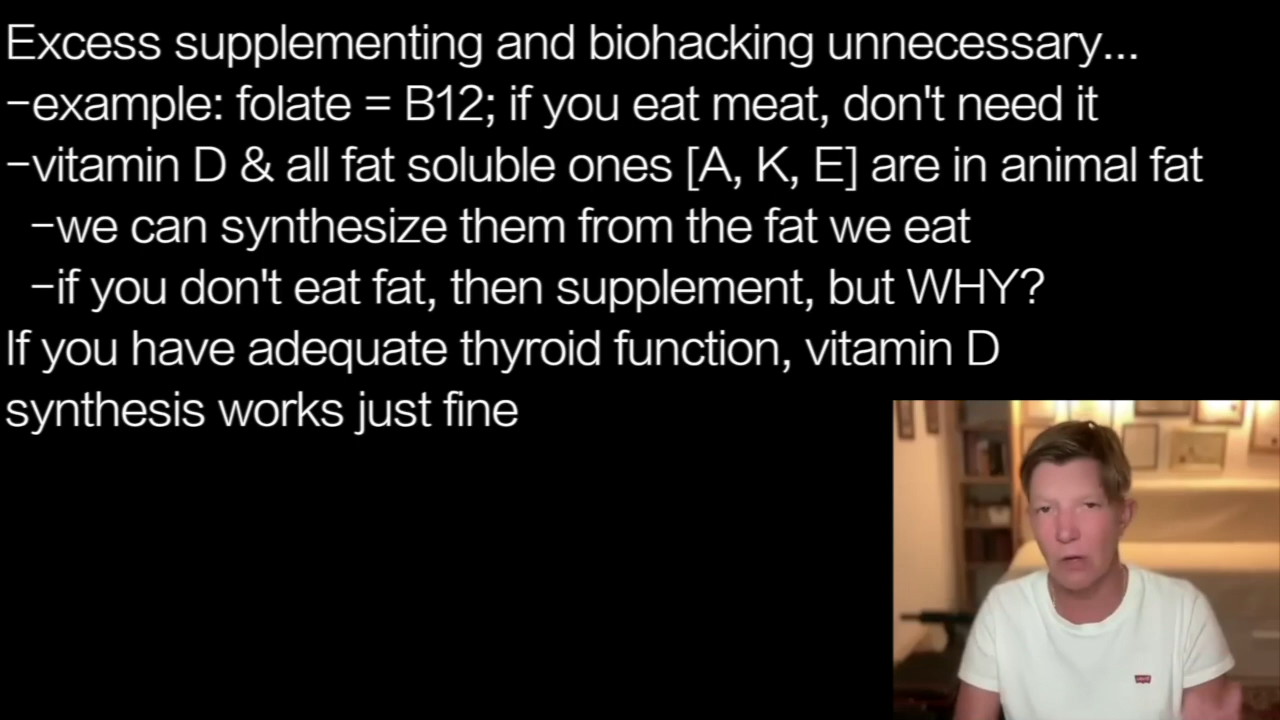 Excess supplementing and biohacking unnecessary...
-example: folate = B12; if you eat meat, don't need it
-vitamin D & all fat soluble ones [A, K, E] are in animal fat
-we can synthesize them from the fat we eat
-if you don't eat fat, then supplement, but WHY?
If you have adequate thyroid function, vitamin D
synthesis works just fine